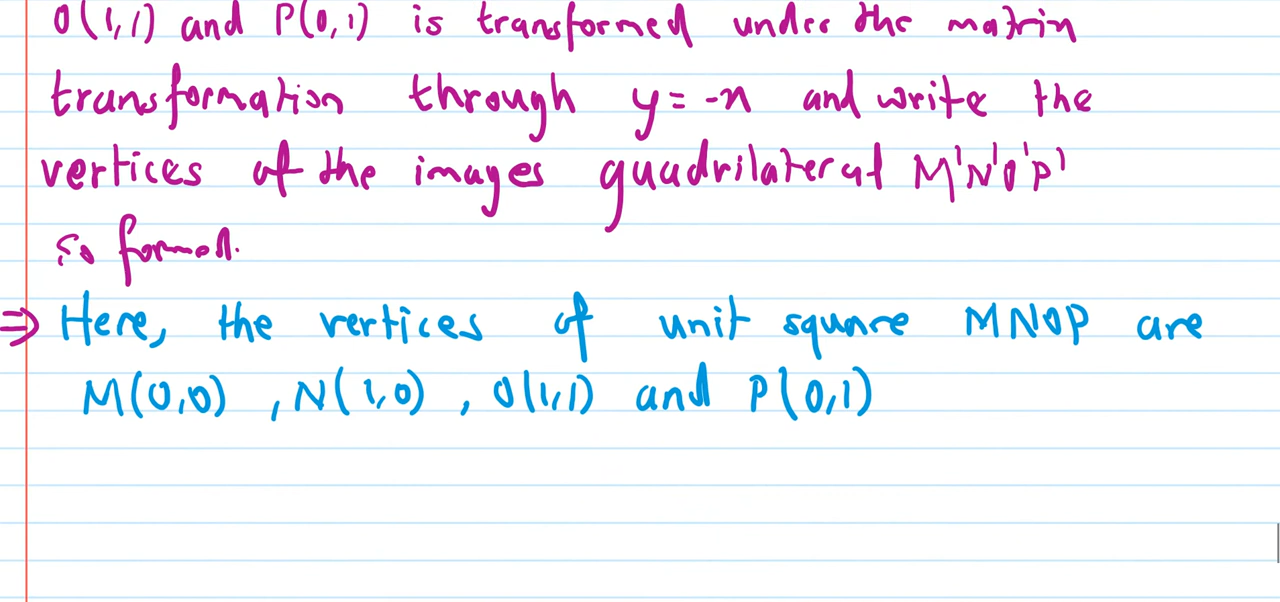 O(1,1) and P(0,1) is transformed under the matrix
transformation through y=-x and write the
vertices of the images quadrilateral M'N'O'P'
so formed.
⇒ Here, the vertices of unit square MNOP are
M(0,0) , N(1,0) , O(1,1) and P(0,1)